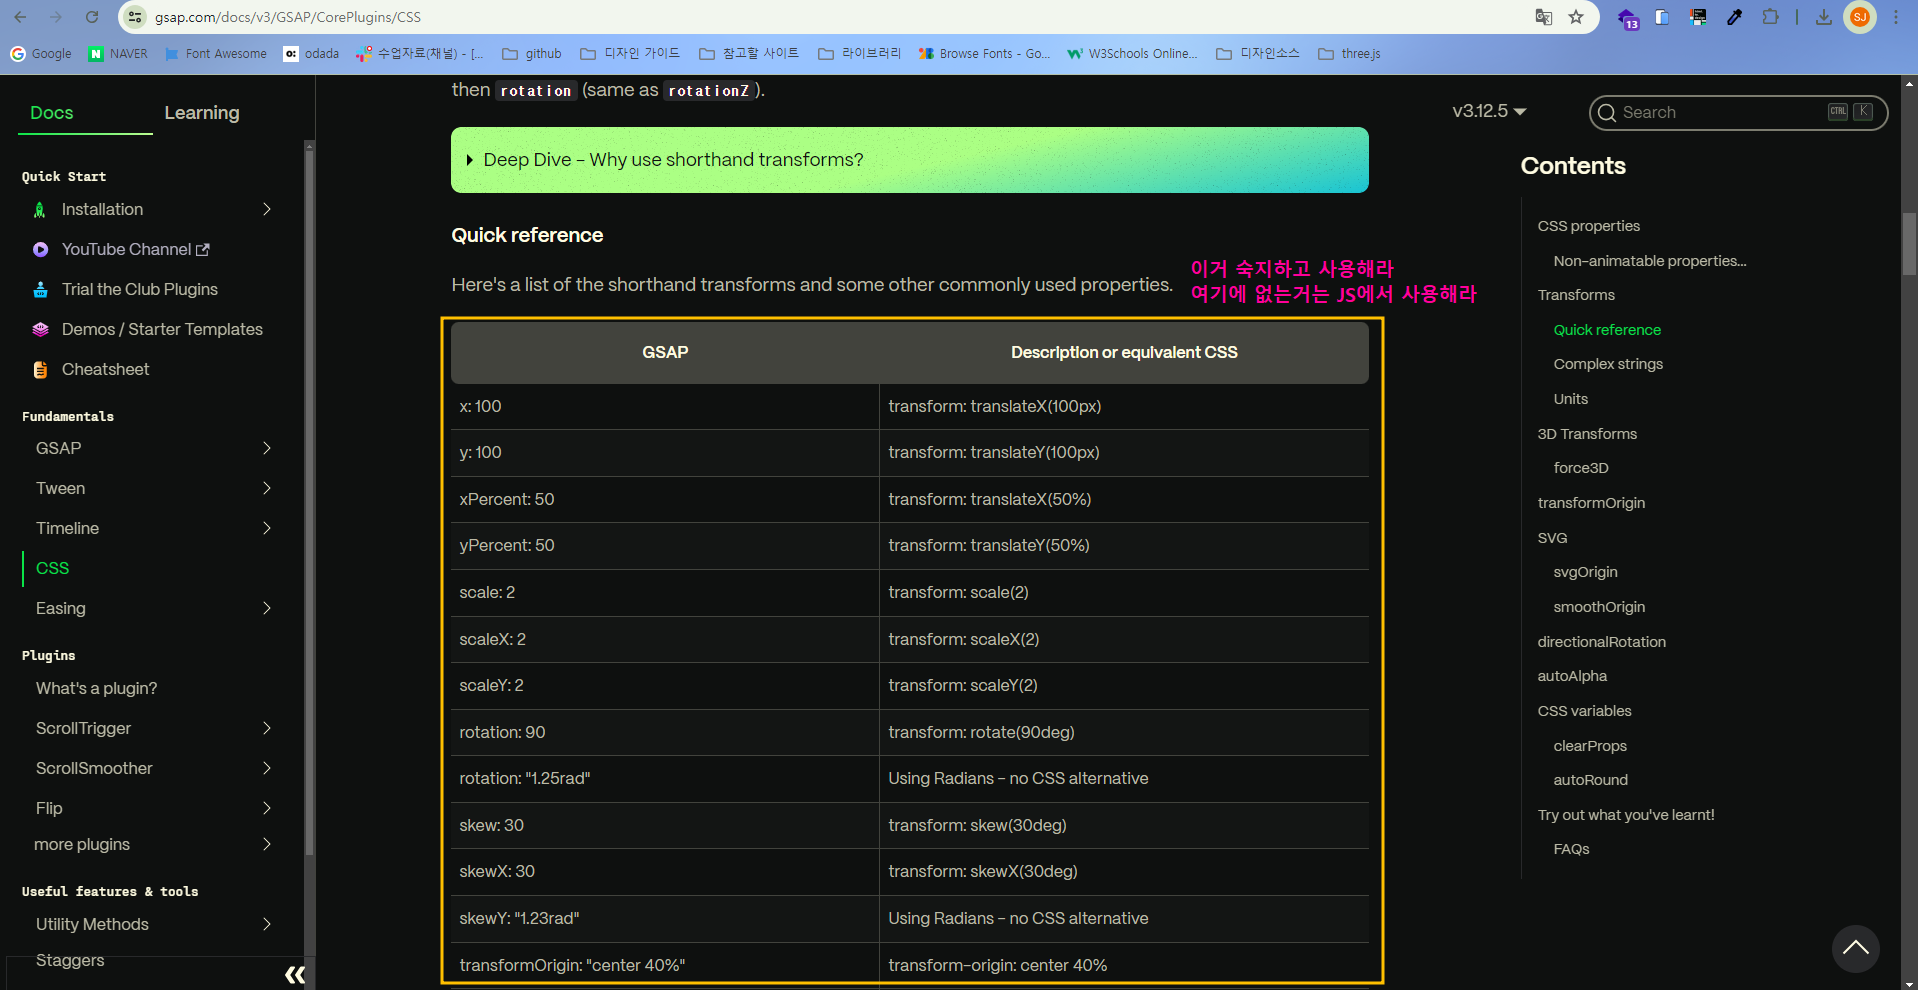 gsap.com/docs/v3/GSAP/CorePlugins/CSS
13
SJ
Google
NAVER
Font Awesome
odada
수업자료(채널) - [...
github
디자인 가이드
참고할 사이트
라이브러리
Browse Fonts - Go...
W3Schools Online...
디자인소스
three.js
Docs
Learning
Quick Start
Installation
YouTube Channel
Trial the Club Plugins
Demos / Starter Templates
Cheatsheet
Fundamentals
GSAP
Tween
Timeline
CSS
Easing
Plugins
What's a plugin?
ScrollTrigger
ScrollSmoother
Flip
more plugins
Useful features & tools
Utility Methods
Staggers
then rotation (same as rotationZ).
Deep Dive - Why use shorthand transforms?
Quick reference
Here's a list of the shorthand transforms and some other commonly used properties.
이거 숙지하고 사용해라
여기에 없는거는 JS에서 사용해라
GSAP Description or equivalent CSS
x: 100 transform: translateX(100px)
y: 100 transform: translateY(100px)
xPercent: 50 transform: translateX(50%)
yPercent: 50 transform: translateY(50%)
scale: 2 transform: scale(2)
scaleX: 2 transform: scaleX(2)
scaleY: 2 transform: scaleY(2)
rotation: 90 transform: rotate(90deg)
rotation: "1.25rad" Using Radians - no CSS alternative
skew: 30 transform: skew(30deg)
skewX: 30 transform: skewX(30deg)
skewY: "1.23rad" Using Radians - no CSS alternative
transformOrigin: "center 40%" transform-origin: center 40%
v3.12.5
Search
CTRL K
Contents
CSS properties
Non-animatable properties...
Transforms
Quick reference
Complex strings
Units
3D Transforms
force3D
transformOrigin
SVG
svgOrigin
smoothOrigin
directionalRotation
autoAlpha
CSS variables
clearProps
autoRound
Try out what you've learnt!
FAQs